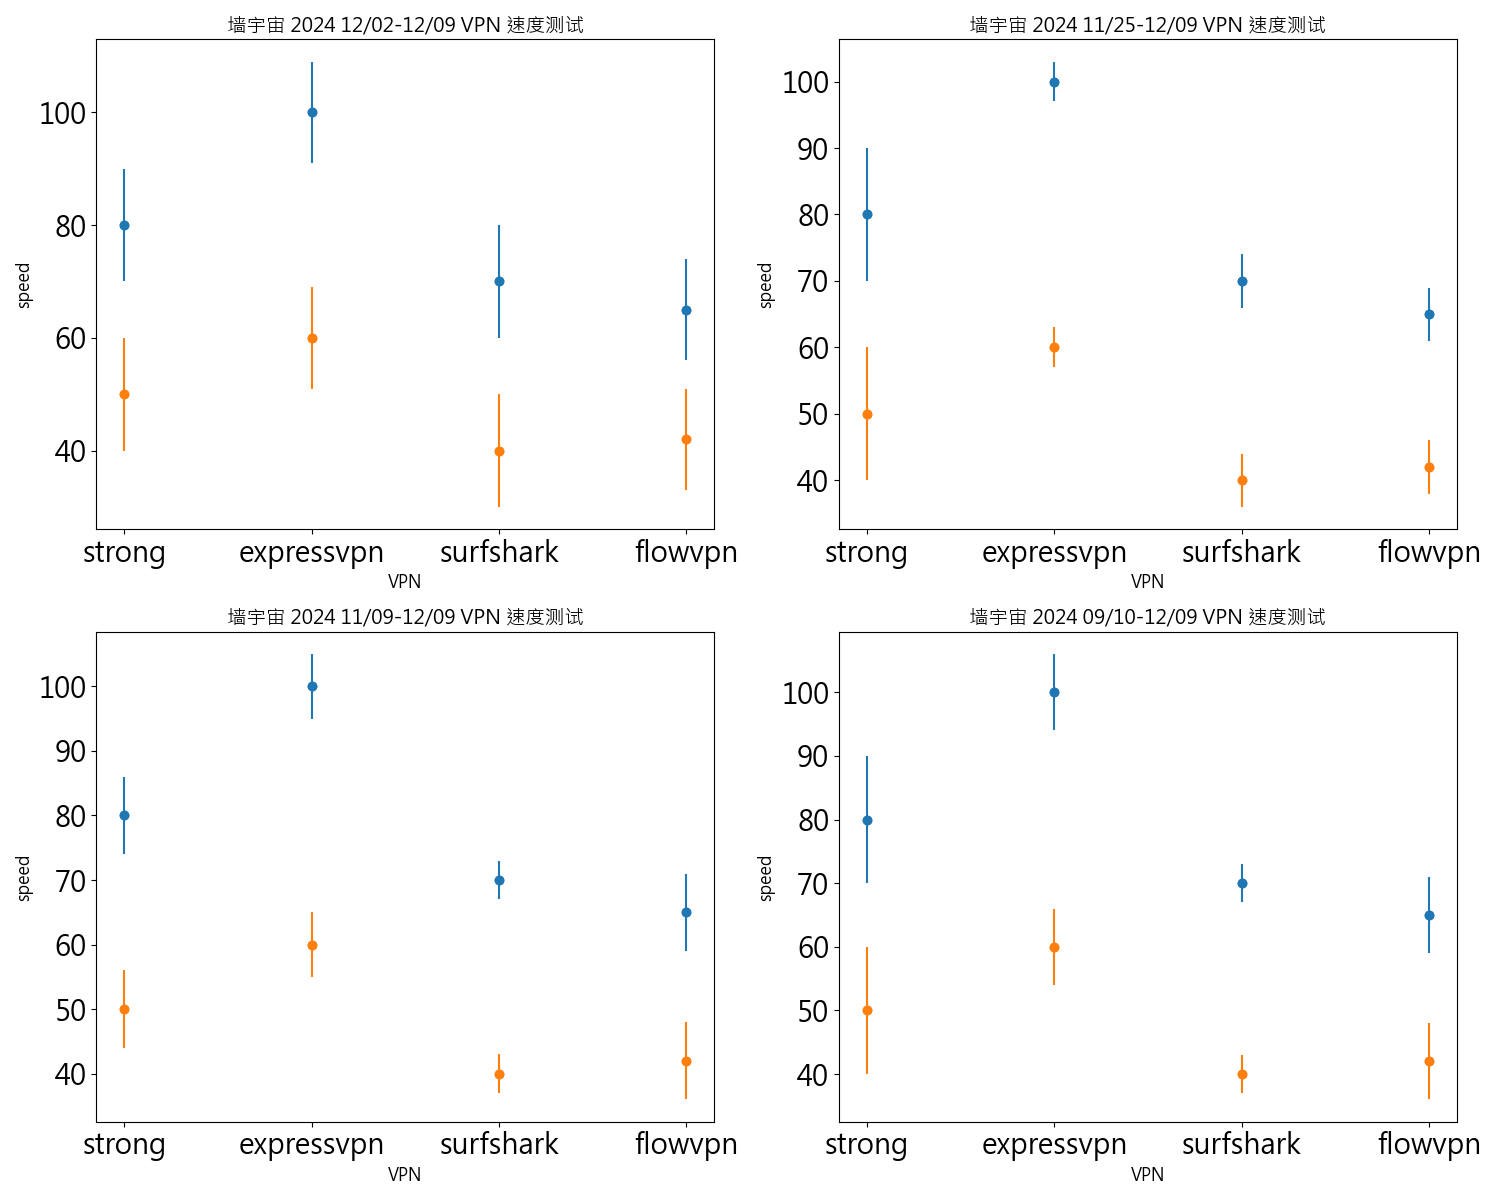 墙宇宙 2024 12/02-12/09 VPN 速度测试
speed
100
80
60
40
strong expressvpn surfshark flowvpn
VPN
墙宇宙 2024 11/25-12/09 VPN 速度测试
speed
100
90
80
70
60
50
40
strong expressvpn surfshark flowvpn
VPN
墙宇宙 2024 11/09-12/09 VPN 速度测试
speed
100
90
80
70
60
50
40
strong expressvpn surfshark flowvpn
VPN
墙宇宙 2024 09/10-12/09 VPN 速度测试
speed
100
90
80
70
60
50
40
strong expressvpn surfshark flowvpn
VPN